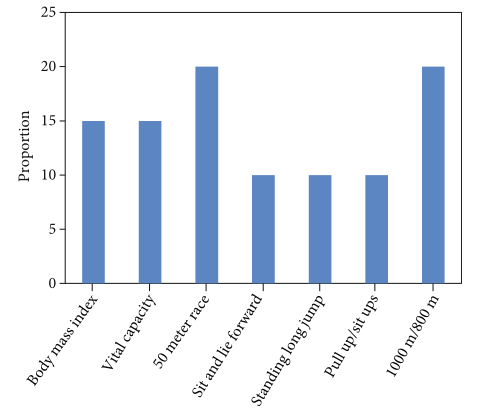 25
20
15
10
5
0
Proportion
Body mass index
Vital capacity
50 meter race
Sit and lie forward
Standing long jump
Pull up/sit ups
1000 m/800 m